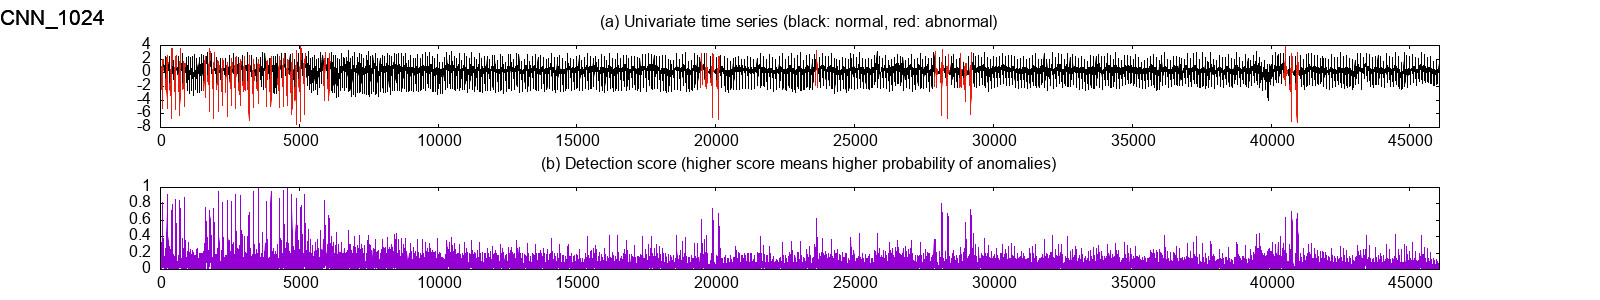 CNN_1024
(a) Univariate time series (black: normal, red: abnormal)
4
2
0
-2
-4
-6
-8
0 5000 10000 15000 20000 25000 30000 35000 40000 45000
(b) Detection score (higher score means higher probability of anomalies)
1
0.8
0.6
0.4
0.2
0
0 5000 10000 15000 20000 25000 30000 35000 40000 45000